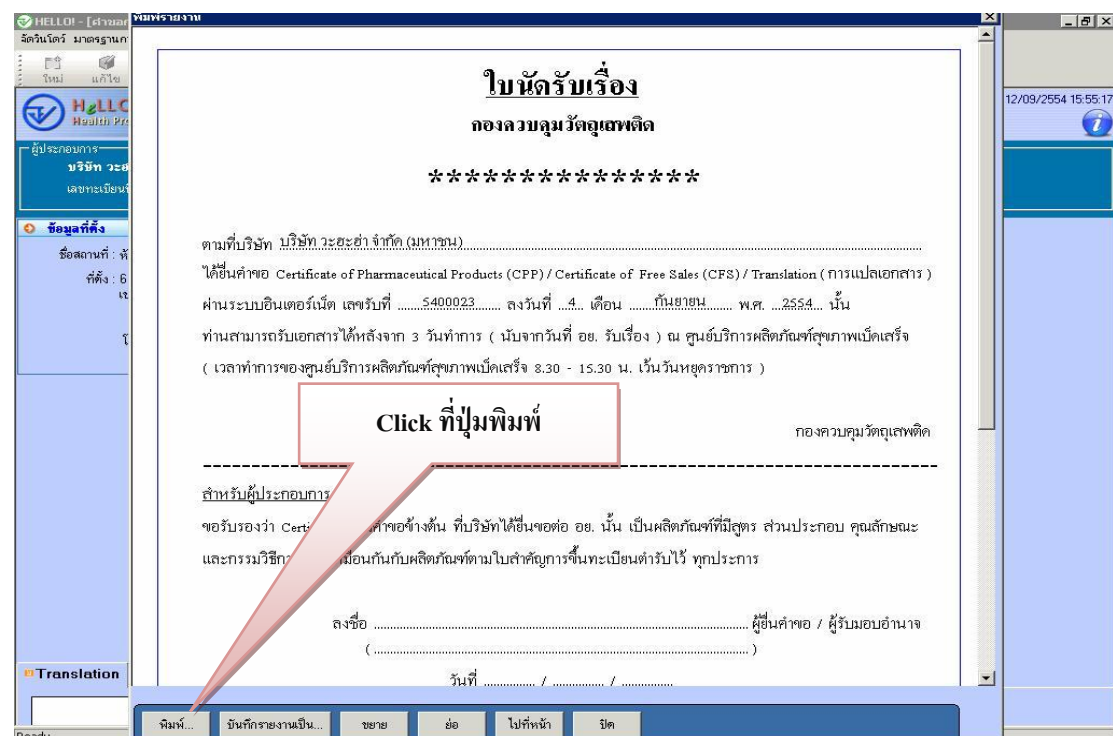 HELLO! - [
พิมพ์รายงาน
จัดวินโดว์ มาตรฐาน
ใหม่ แก้ไข
HeLLO
Health
12/09/2554 15:55:17
ผู้ประกอบการ
บริษัท
เลขทะเบียน
ข้อมูลที่ตั้ง
ชื่อสถานที่ :
ที่ตั้ง : 6
ใบนัดรับเรื่อง
กองควบคุมวัตถุเสพติด
***************
ตามที่บริษัท บริษัท วะฮะฮ่า จำกัด (มหาชน)
ได้ยื่นคำขอ Certificate of Pharmaceutical Products (CPP) / Certificate of Free Sales (CFS) / Translation ( การแปลเอกสาร )
ผ่านระบบอินเตอร์เน็ต เลขรับที่ ........5400023........ ลงวันที่ ...4... เดือน ........กันยายน........ พ.ศ. ...2554... นั้น
ท่านสามารถรับเอกสารได้หลังจาก 3 วันทำการ ( นับจากวันที่ อย. รับเรื่อง ) ณ ศูนย์บริการผลิตภัณฑ์สุขภาพเบ็ดเสร็จ
( เวลาทำการของศูนย์บริการผลิตภัณฑ์สุขภาพเบ็ดเสร็จ 8.30 - 15.30 น. เว้นวันหยุดราชการ )
Click ที่ปุ่มพิมพ์
กองควบคุมวัตถุเสพติด
สำหรับผู้ประกอบการ
ขอรับรองว่า คำขอข้างต้น ที่บริษัทได้ยื่นขอต่อ อย. นั้น เป็นผลิตภัณฑ์ที่มีสูตร ส่วนประกอบ คุณลักษณะ
และกรรมวิธีกา เหมือนกันกับผลิตภัณฑ์ตามใบสำคัญการขึ้นทะเบียนตำรับไว้ ทุกประการ
ลงชื่อ ........................ ผู้ยื่นคำขอ / ผู้รับมอบอำนาจ
( ........................ )
วันที่ ............... / ............... / ...............
Translation
พิมพ์... บันทึกรายงานเป็น... ขยาย ย่อ ไปที่หน้า ปิด